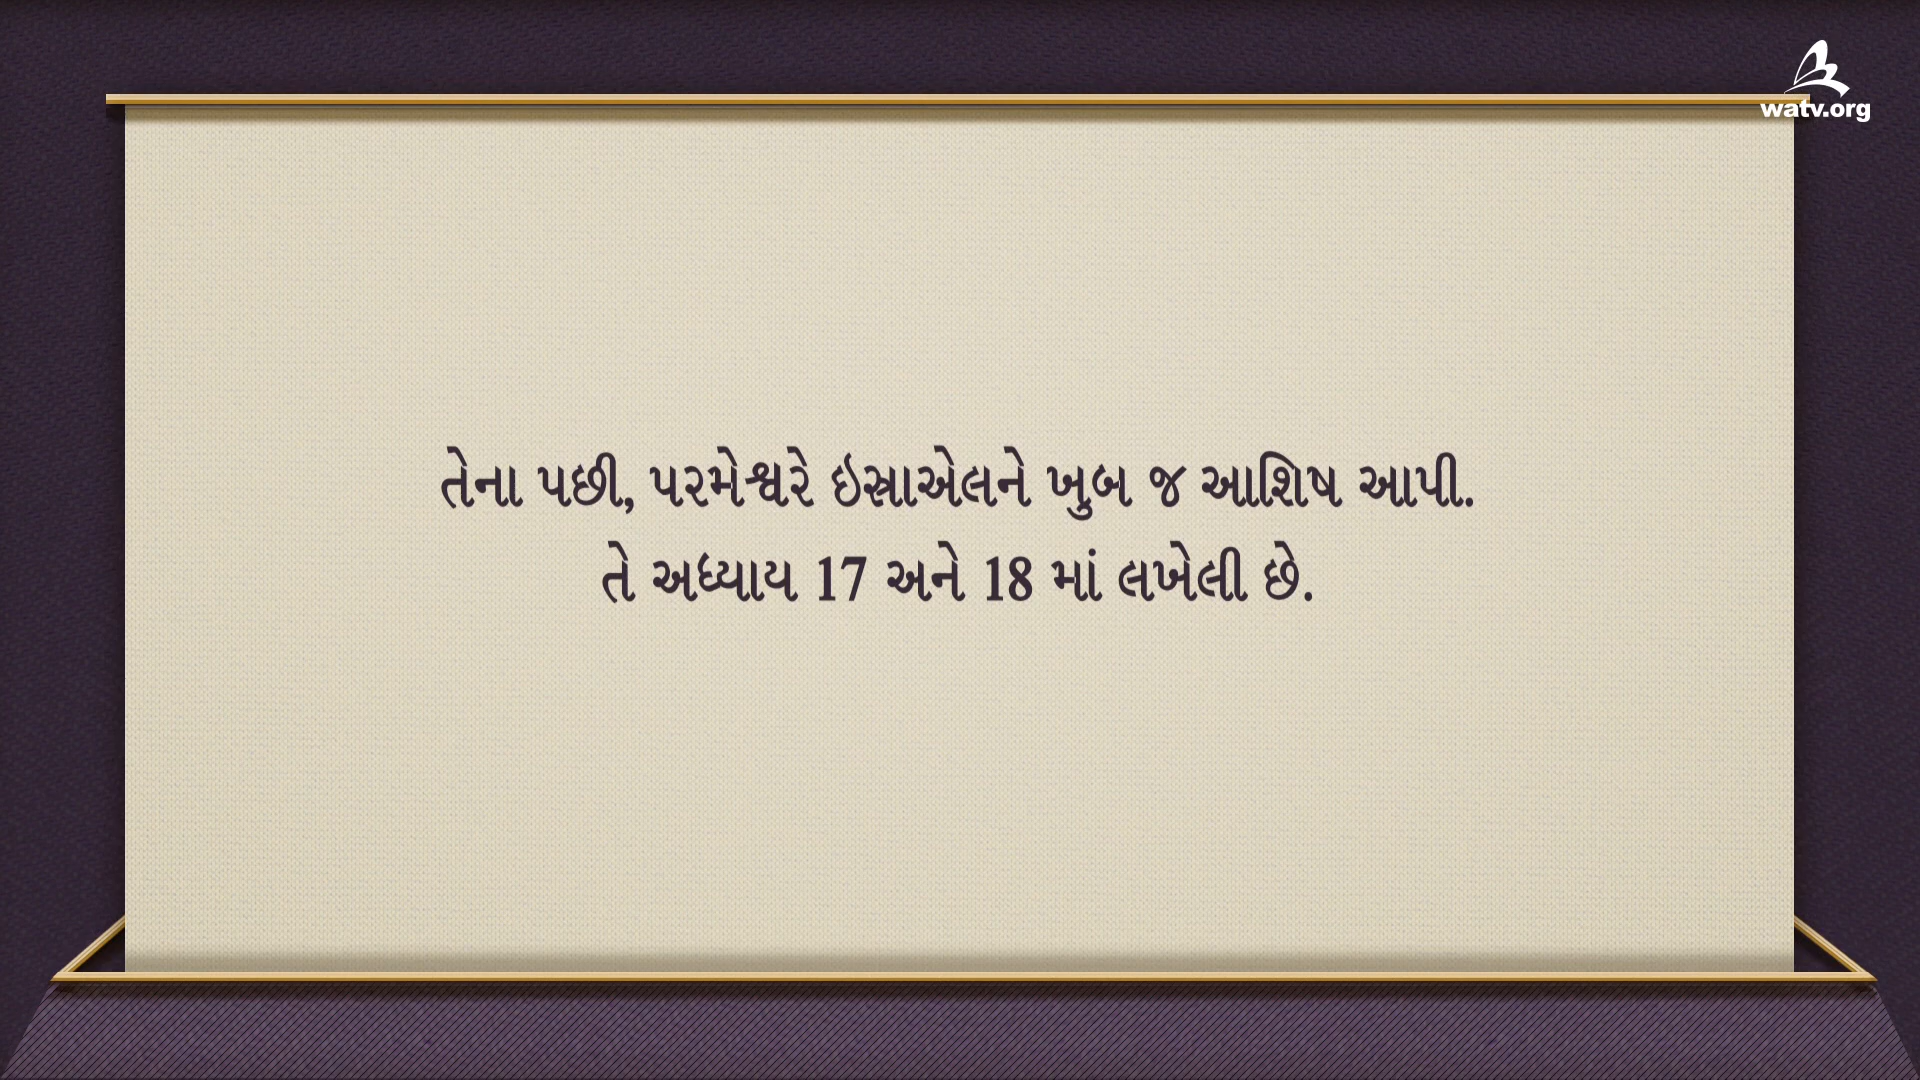 watv.org
તેના પછી, પરમેશ્વરે ઇસ્રાએલને ખુબ જ આશિષ આપી.
તે અધ્યાય 17 અને 18 માં લખેલી છે.